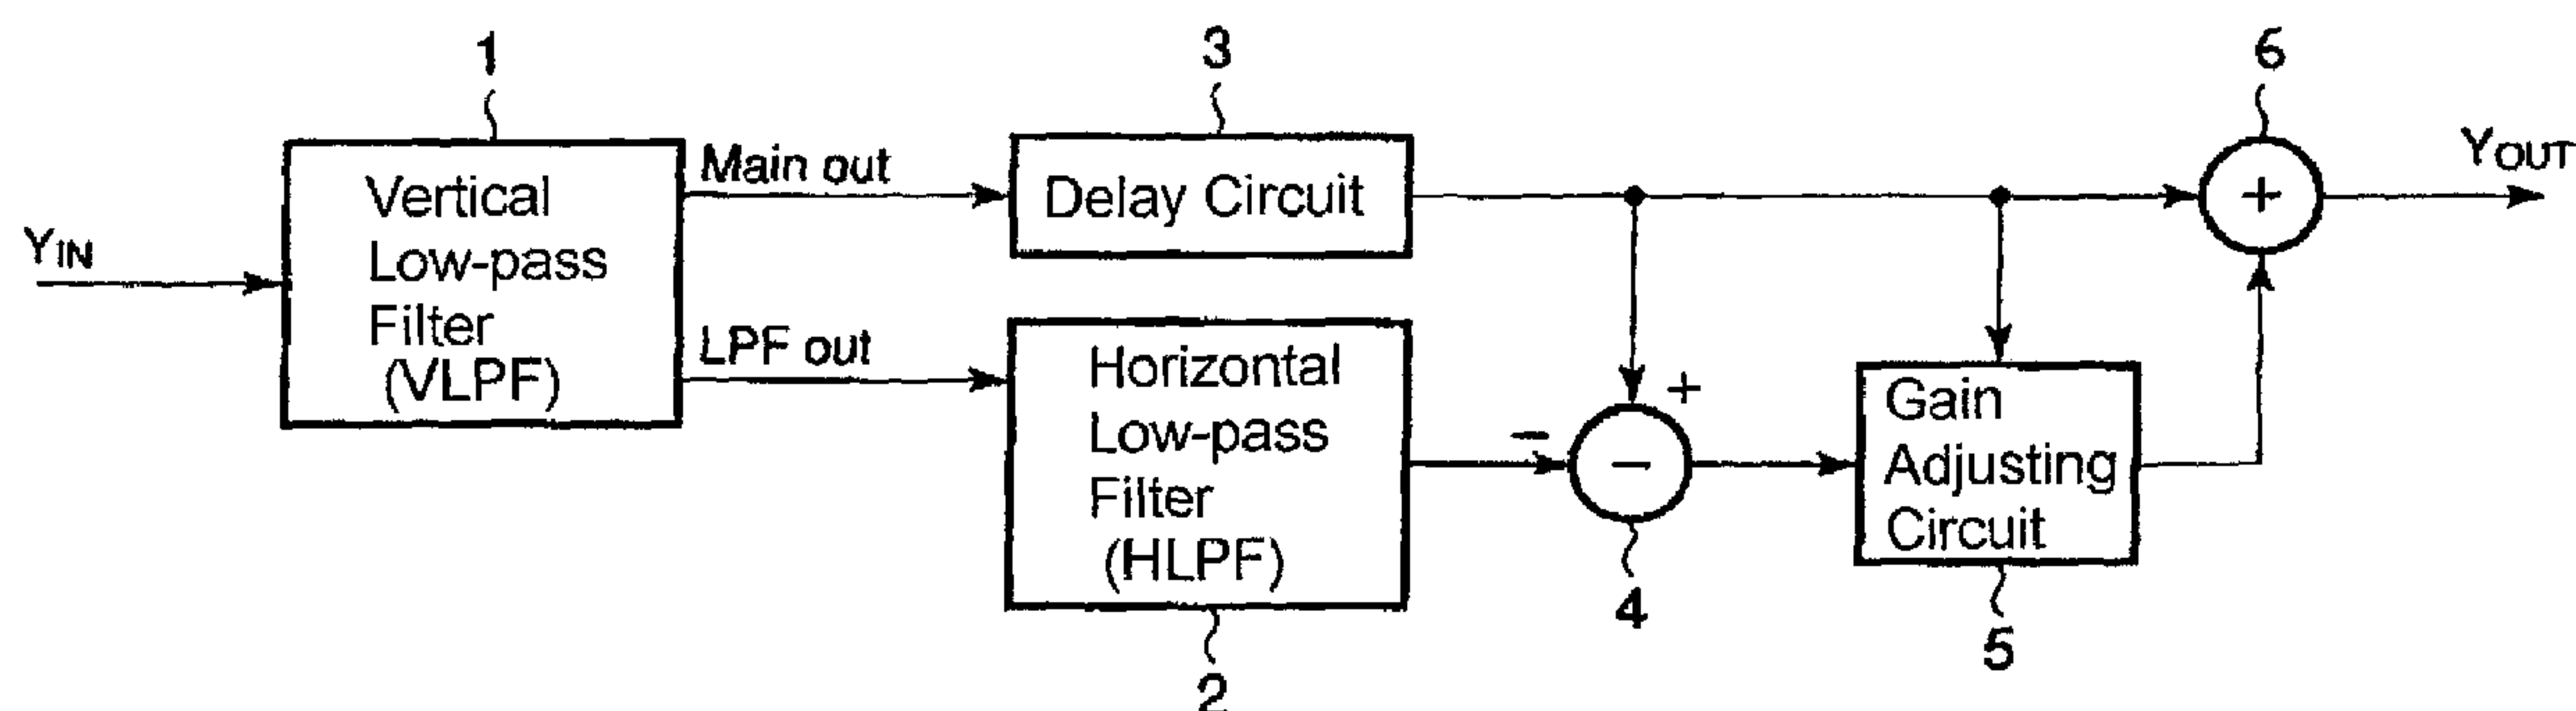 1
3
6
Vertical
Low-pass
Filter
(VLPF)
Main out
Delay Circuit
+
YOUT
YIN
LPF out
Horizontal
Low-pass
Filter
(HLPF)
+
−
−
Gain
Adjusting
Circuit
4
5
2